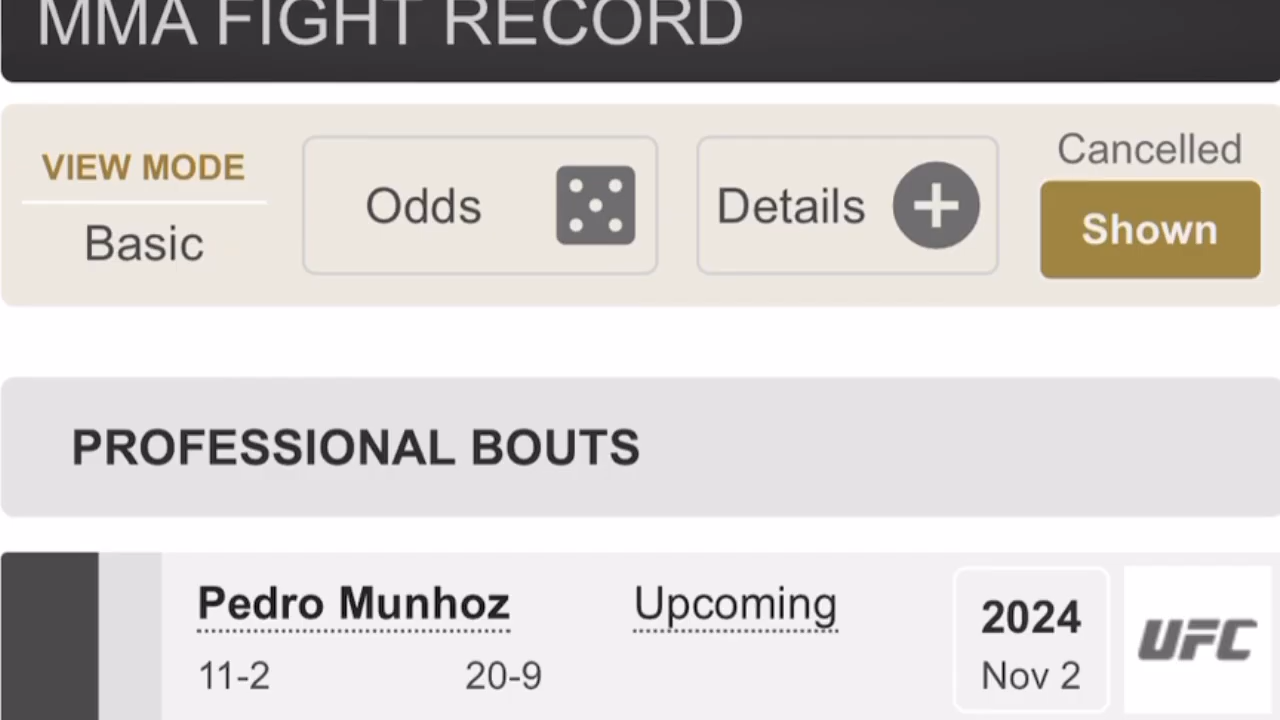 MMA FIGHT RECORD
VIEW MODE
Basic
Odds
Details
Cancelled
Shown
PROFESSIONAL BOUTS
Pedro Munhoz
Upcoming
11-2
20-9
2024
Nov 2
UFC